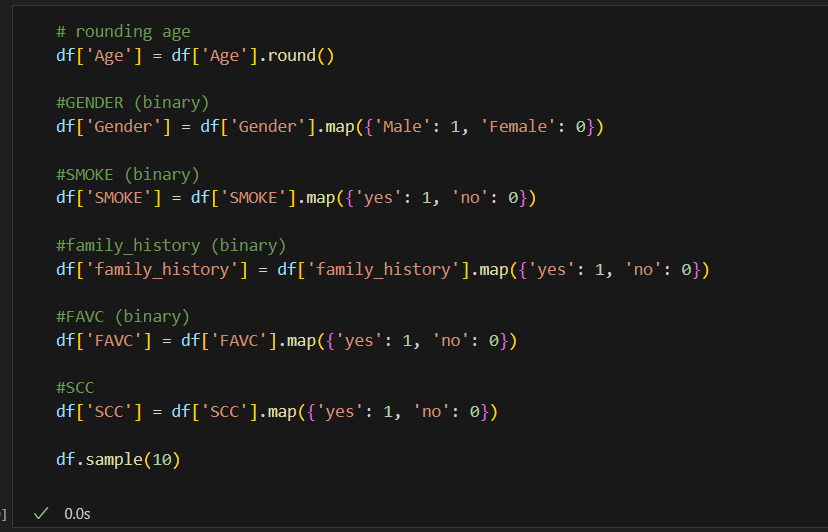 # rounding age
df['Age'] = df['Age'].round()
#GENDER (binary)
df['Gender'] = df['Gender'].map({'Male': 1, 'Female': 0})
#SMOKE (binary)
df['SMOKE'] = df['SMOKE'].map({'yes': 1, 'no': 0})
#family_history (binary)
df['family_history'] = df['family_history'].map({'yes': 1, 'no': 0})
#FAVC (binary)
df['FAVC'] = df['FAVC'].map({'yes': 1, 'no': 0})
#SCC
df['SCC'] = df['SCC'].map({'yes': 1, 'no': 0})
df.sample(10)
] ✓ 0.0s